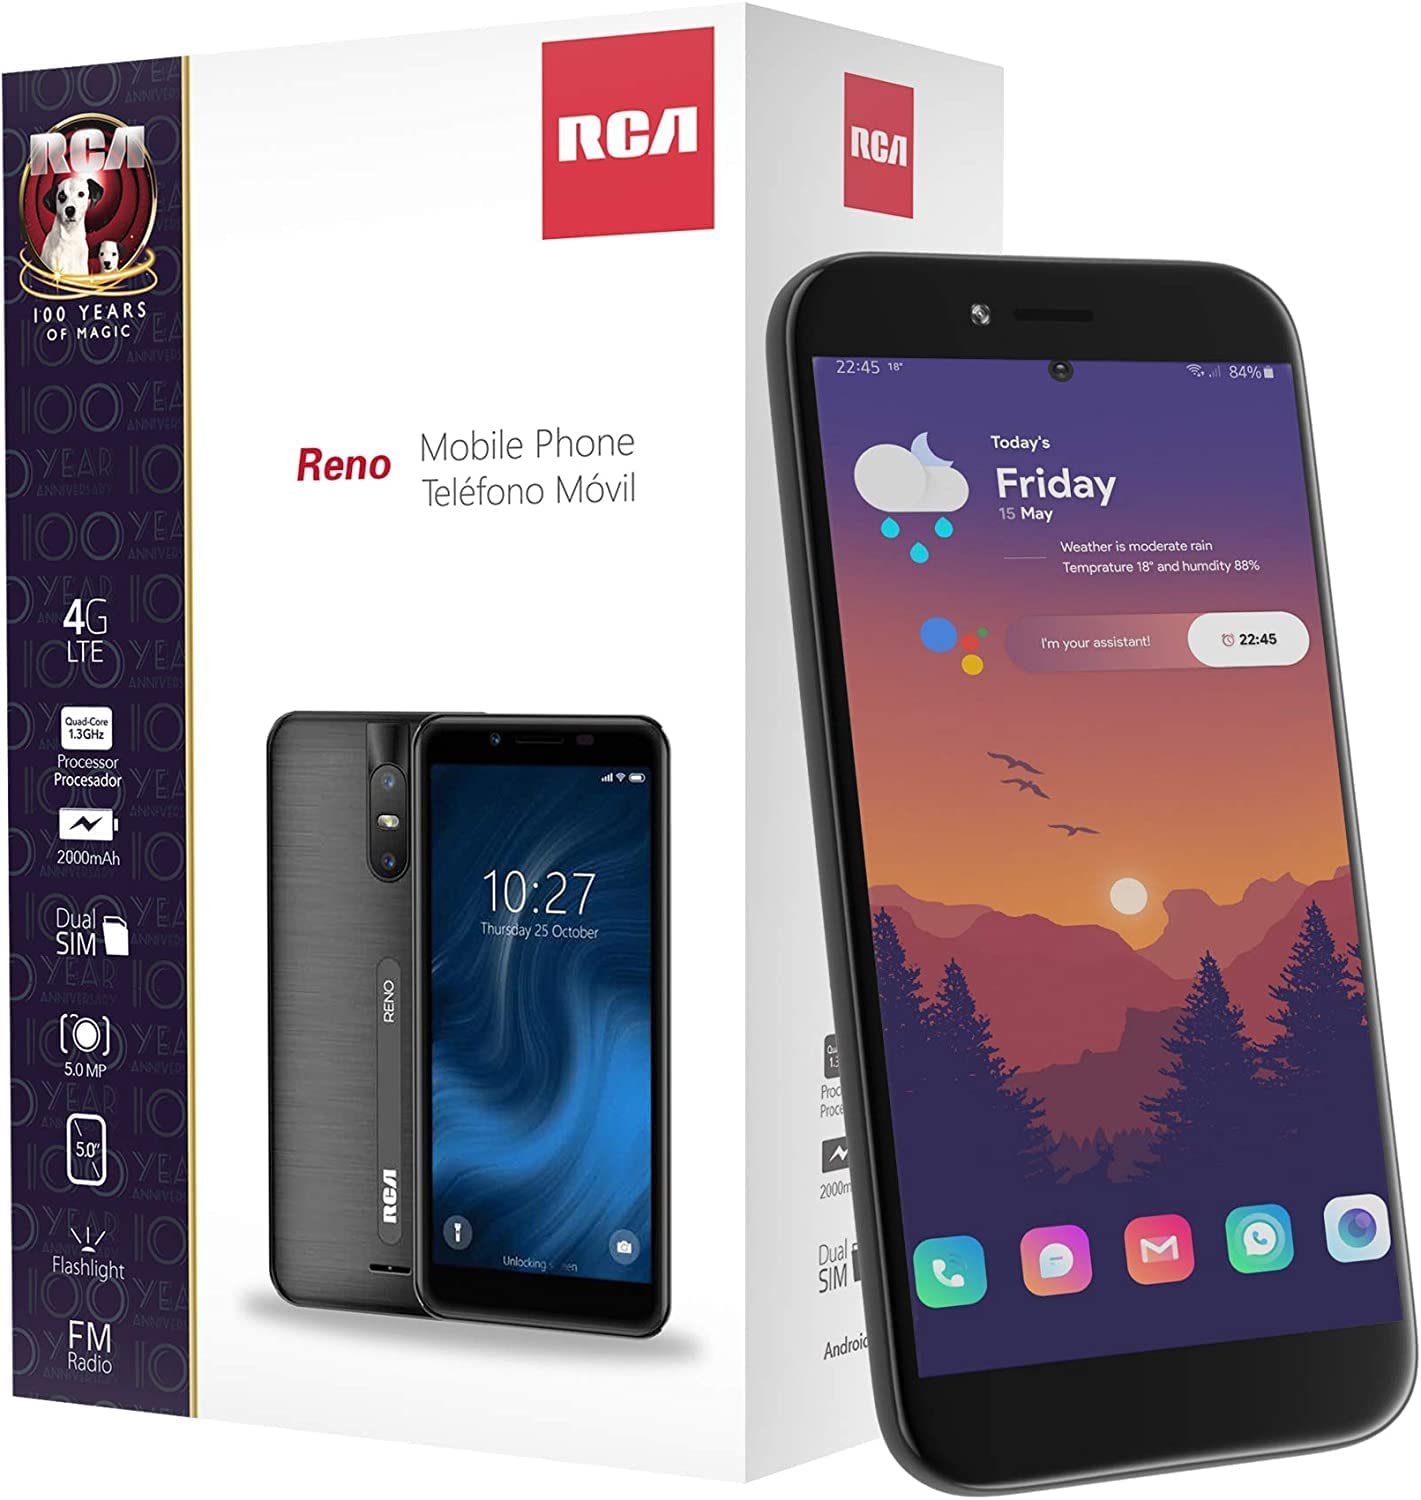 RCA
100 YEARS
OF MAGIC
4G
LTE
Quad-Core
1.3GHz
Processor
Procesador
2000mAh
Dual
SIM
5.0 MP
5.0"
Flashlight
FM
Radio
RCA
Reno Mobile Phone
Teléfono Móvil
RENO
RCA
10:27
Thursday 25 October
RCA
2000m
Dual
SIM
Android
22:45 18°
84%
Today's
Friday
15 May
Weather is moderate rain
Temprature 18° and humdity 88%
I'm your assistant!
22:45